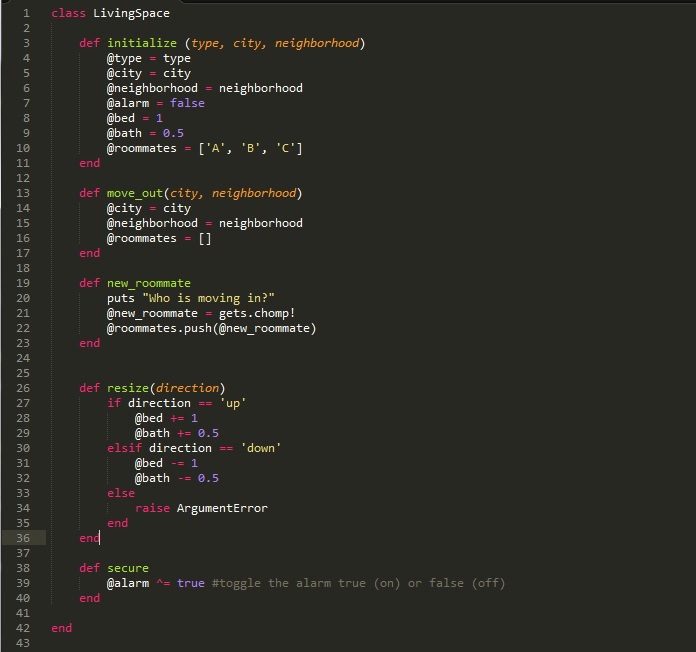 1 class LivingSpace
2
3     def initialize (type, city, neighborhood)
4         @type = type
5         @city = city
6         @neighborhood = neighborhood
7         @alarm = false
8         @bed = 1
9         @bath = 0.5
10         @roommates = ['A', 'B', 'C']
11     end
12
13     def move_out(city, neighborhood)
14         @city = city
15         @neighborhood = neighborhood
16         @roommates = []
17     end
18
19     def new_roommate
20         puts "Who is moving in?"
21         @new_roommate = gets.chomp!
22         @roommates.push(@new_roommate)
23     end
24
25
26     def resize(direction)
27         if direction == 'up'
28             @bed += 1
29             @bath += 0.5
30         elsif direction == 'down'
31             @bed -= 1
32             @bath -= 0.5
33         else
34             raise ArgumentError
35         end
36     end
37
38     def secure
39         @alarm ^= true #toggle the alarm true (on) or false (off)
40     end
41
42 end
43